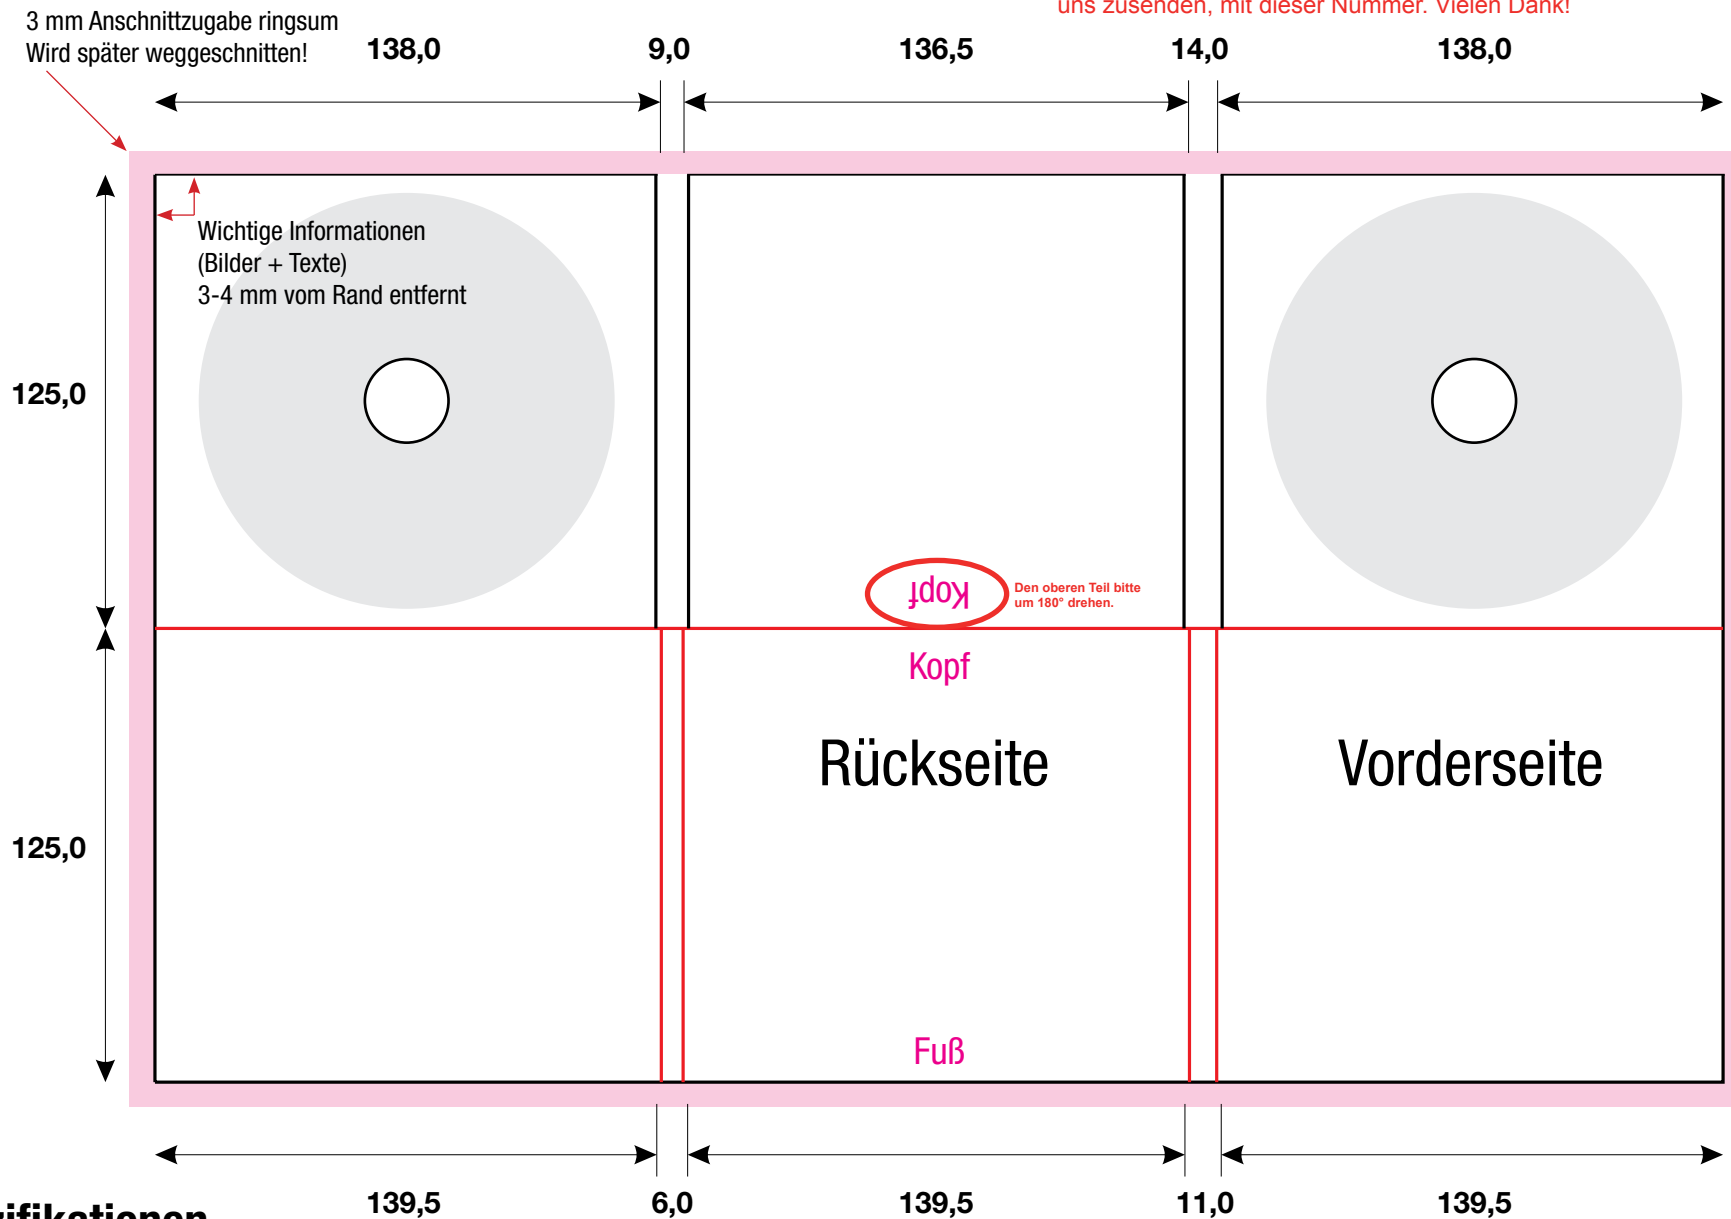 uns zusenden, mit dieser Nummer. Vielen Dank!
3 mm Anschnittzugabe ringsum
Wird später weggeschnitten!
138,0
9,0
136,5
14,0
138,0
Wichtige Informationen
(Bilder + Texte)
3-4 mm vom Rand entfernt
125,0
Kopf
Den oberen Teil bitte
um 180° drehen.
Kopf
Rückseite
Vorderseite
125,0
Fuß
139,5
6,0
139,5
11,0
139,5